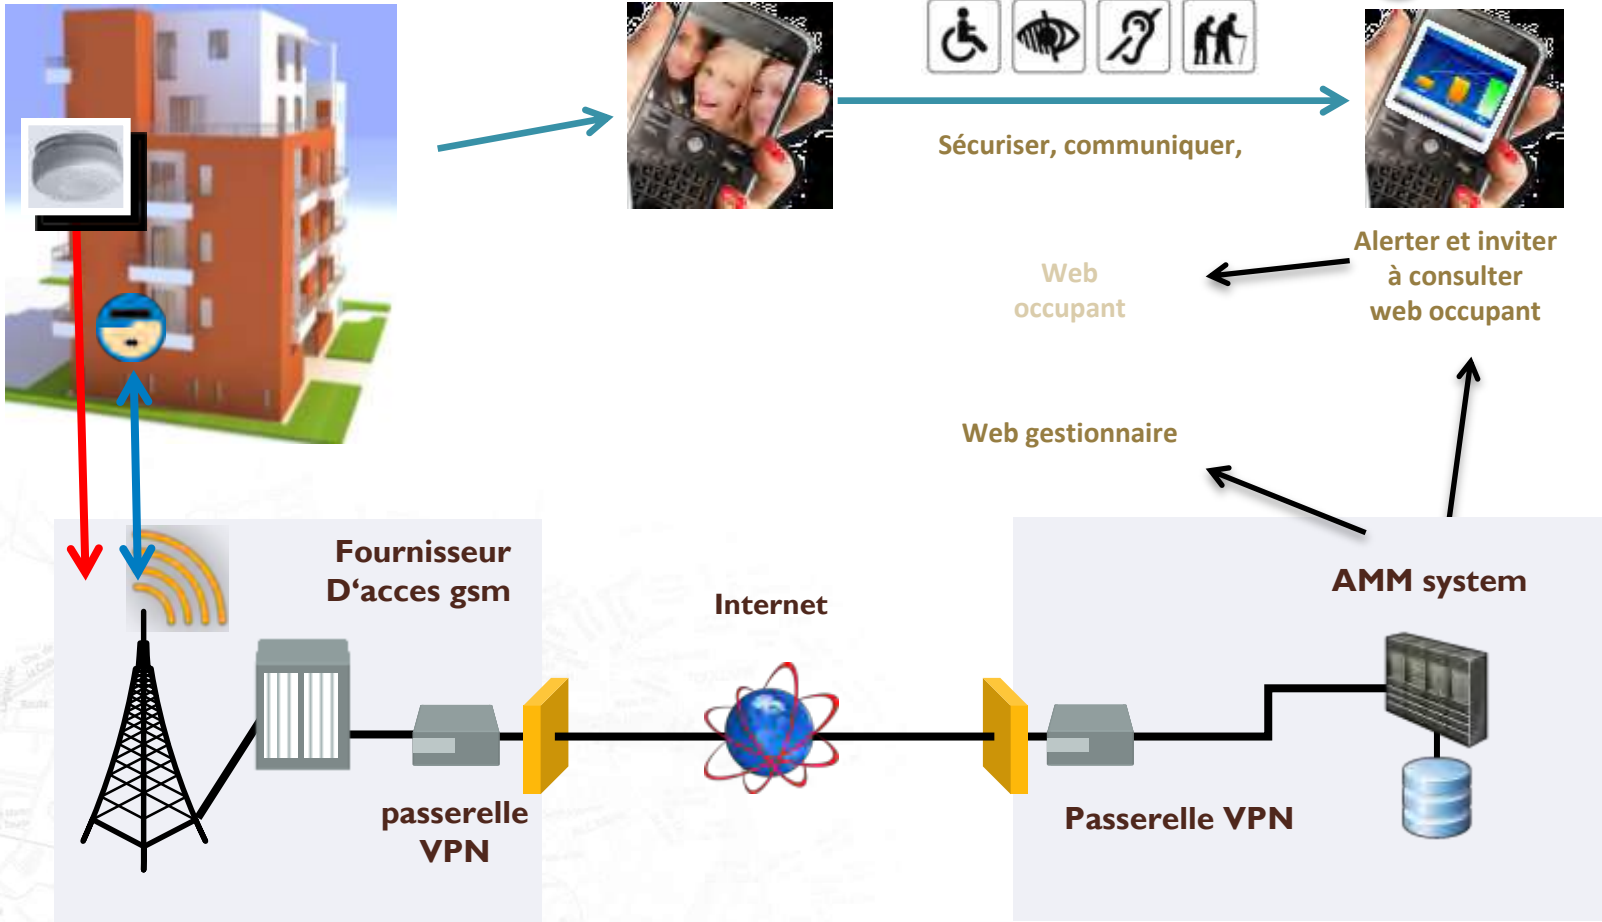 Sécuriser, communiquer,
Alerter et inviter
à consulter
web occupant
Web
occupant
Web gestionnaire
Fournisseur
D‘acces gsm
Internet
AMM system
passerelle
VPN
Passerelle VPN